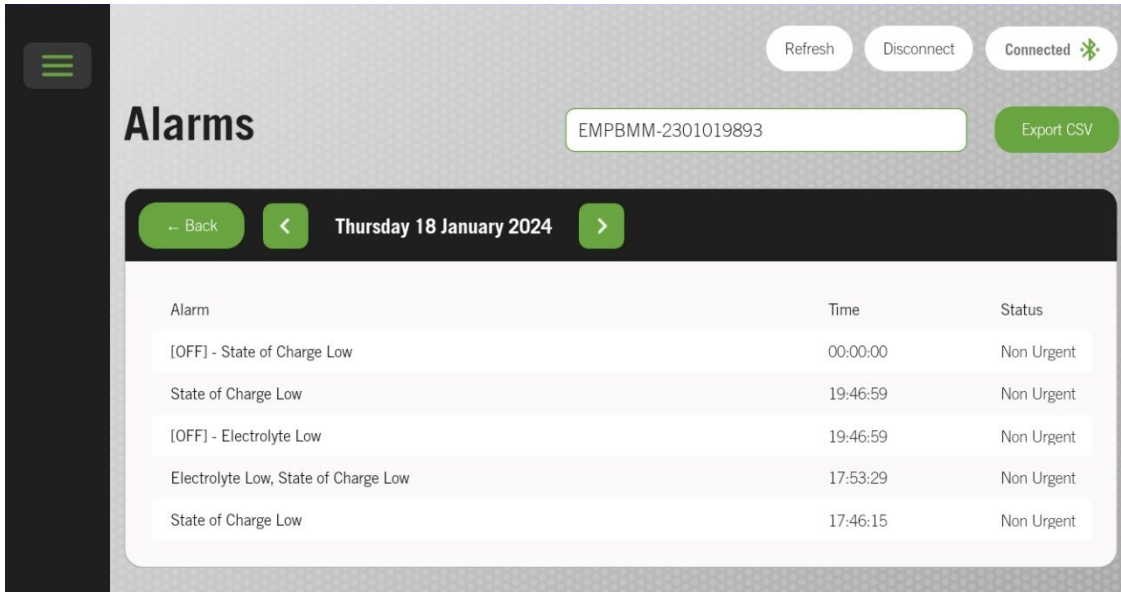 Refresh Disconnect Connected
Alarms EMPBMM-2301019893 Export CSV
← Back < Thursday 18 January 2024 >
Alarm Time Status
[OFF] - State of Charge Low 00:00:00 Non Urgent
State of Charge Low 19:46:59 Non Urgent
[OFF] - Electrolyte Low 19:46:59 Non Urgent
Electrolyte Low, State of Charge Low 17:53:29 Non Urgent
State of Charge Low 17:46:15 Non Urgent